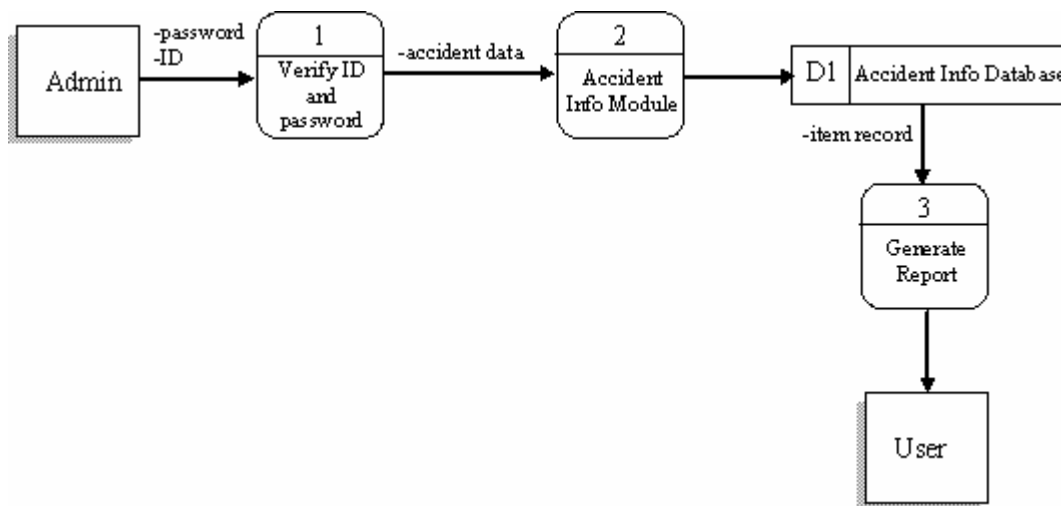 Admin
-password
-ID
1
Verify ID
and
password
-accident data
2
Accident
Info Module
D1
Accident Info Database
-item record
3
Generate
Report
User